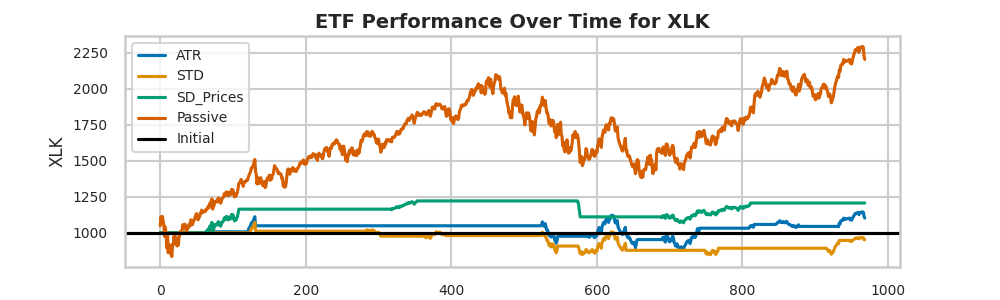 ETF Performance Over Time for XLK
XLK
2250
2000
1750
1500
1250
1000
ATR
STD
SD_Prices
Passive
Initial
0
200
400
600
800
1000